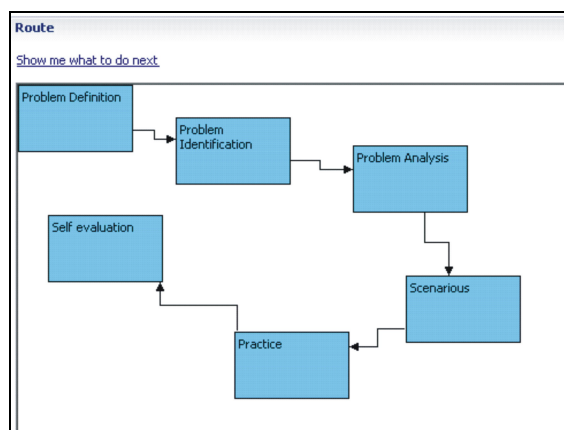 Route
Show me what to do next
Problem Definition
Problem
Identification
Problem Analysis
Scenarious
Practice
Self evaluation